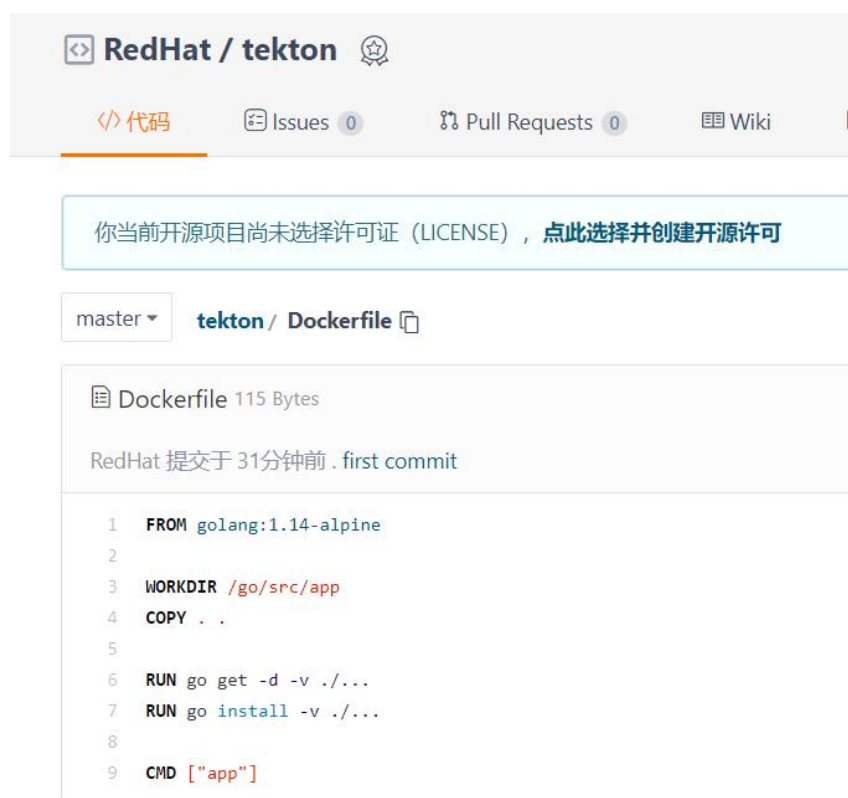 RedHat / tekton
代码 Issues 0 Pull Requests 0 Wiki
你当前开源项目尚未选择许可证（LICENSE），点此选择并创建开源许可
master tekton / Dockerfile
Dockerfile 115 Bytes
RedHat 提交于 31分钟前 . first commit
1 FROM golang:1.14-alpine
2
3 WORKDIR /go/src/app
4 COPY . .
5
6 RUN go get -d -v ./...
7 RUN go install -v ./...
8
9 CMD ["app"]